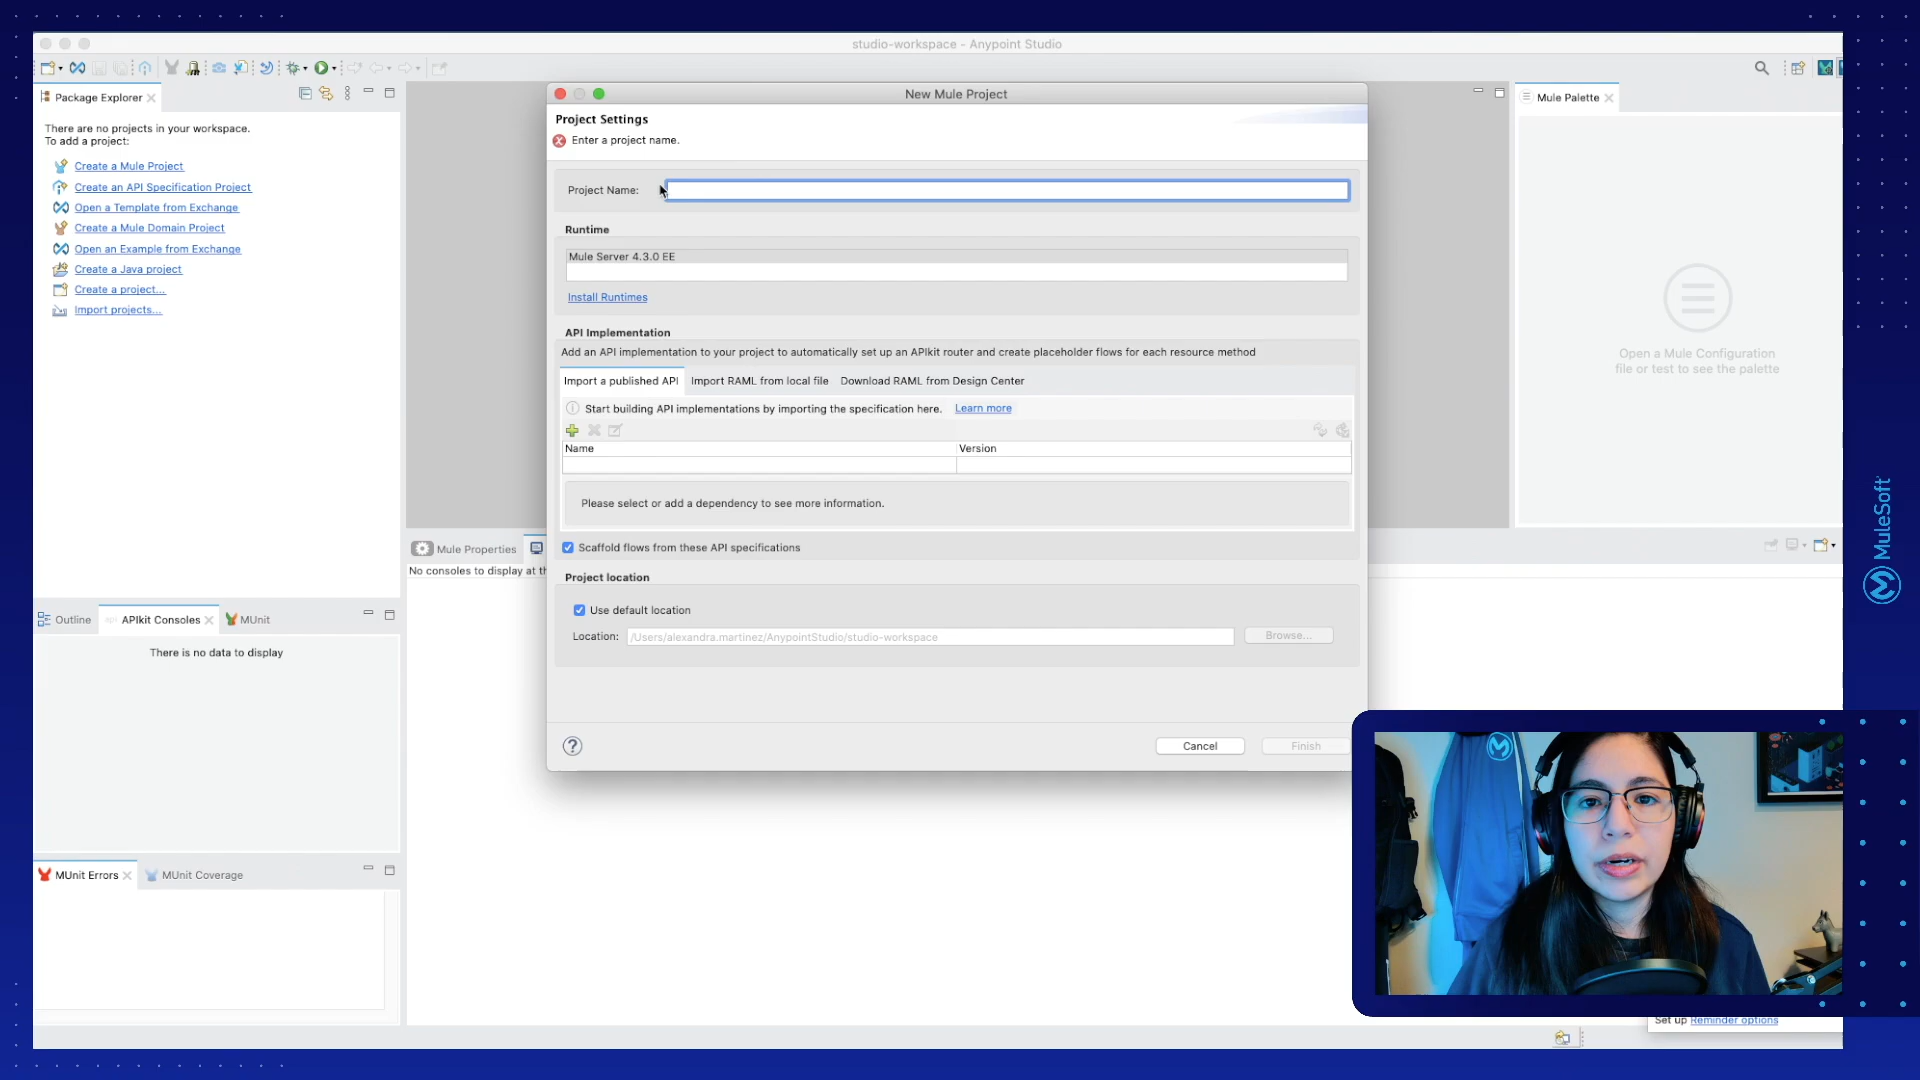 studio-workspace - Anypoint Studio
Package Explorer
There are no projects in your workspace.
To add a project:
Create a Mule Project
Create an API Specification Project
Open a Template from Exchange
Create a Mule Domain Project
Open an Example from Exchange
Create a Java project
Create a project...
Import projects...
New Mule Project
Project Settings
Enter a project name.
Project Name:
Runtime
Mule Server 4.3.0 EE
Install Runtimes
API Implementation
Add an API implementation to your project to automatically set up an APIkit router and create placeholder flows for each resource method
Import a published API
Import RAML from local file
Download RAML from Design Center
Start building API implementations by importing the specification here. Learn more
Name
Version
Please select or add a dependency to see more information.
Scaffold flows from these API specifications
Project location
Use default location
Location: /Users/alexandra.martinez/AnypointStudio/studio-workspace
Browse...
Cancel
Finish
Mule Palette
Open a Mule Configuration
file or test to see the palette
Mule Properties
No consoles to display at th
Outline
APIkit Consoles
MUnit
There is no data to display
MUnit Errors
MUnit Coverage
MuleSoft
Set up Reminder options